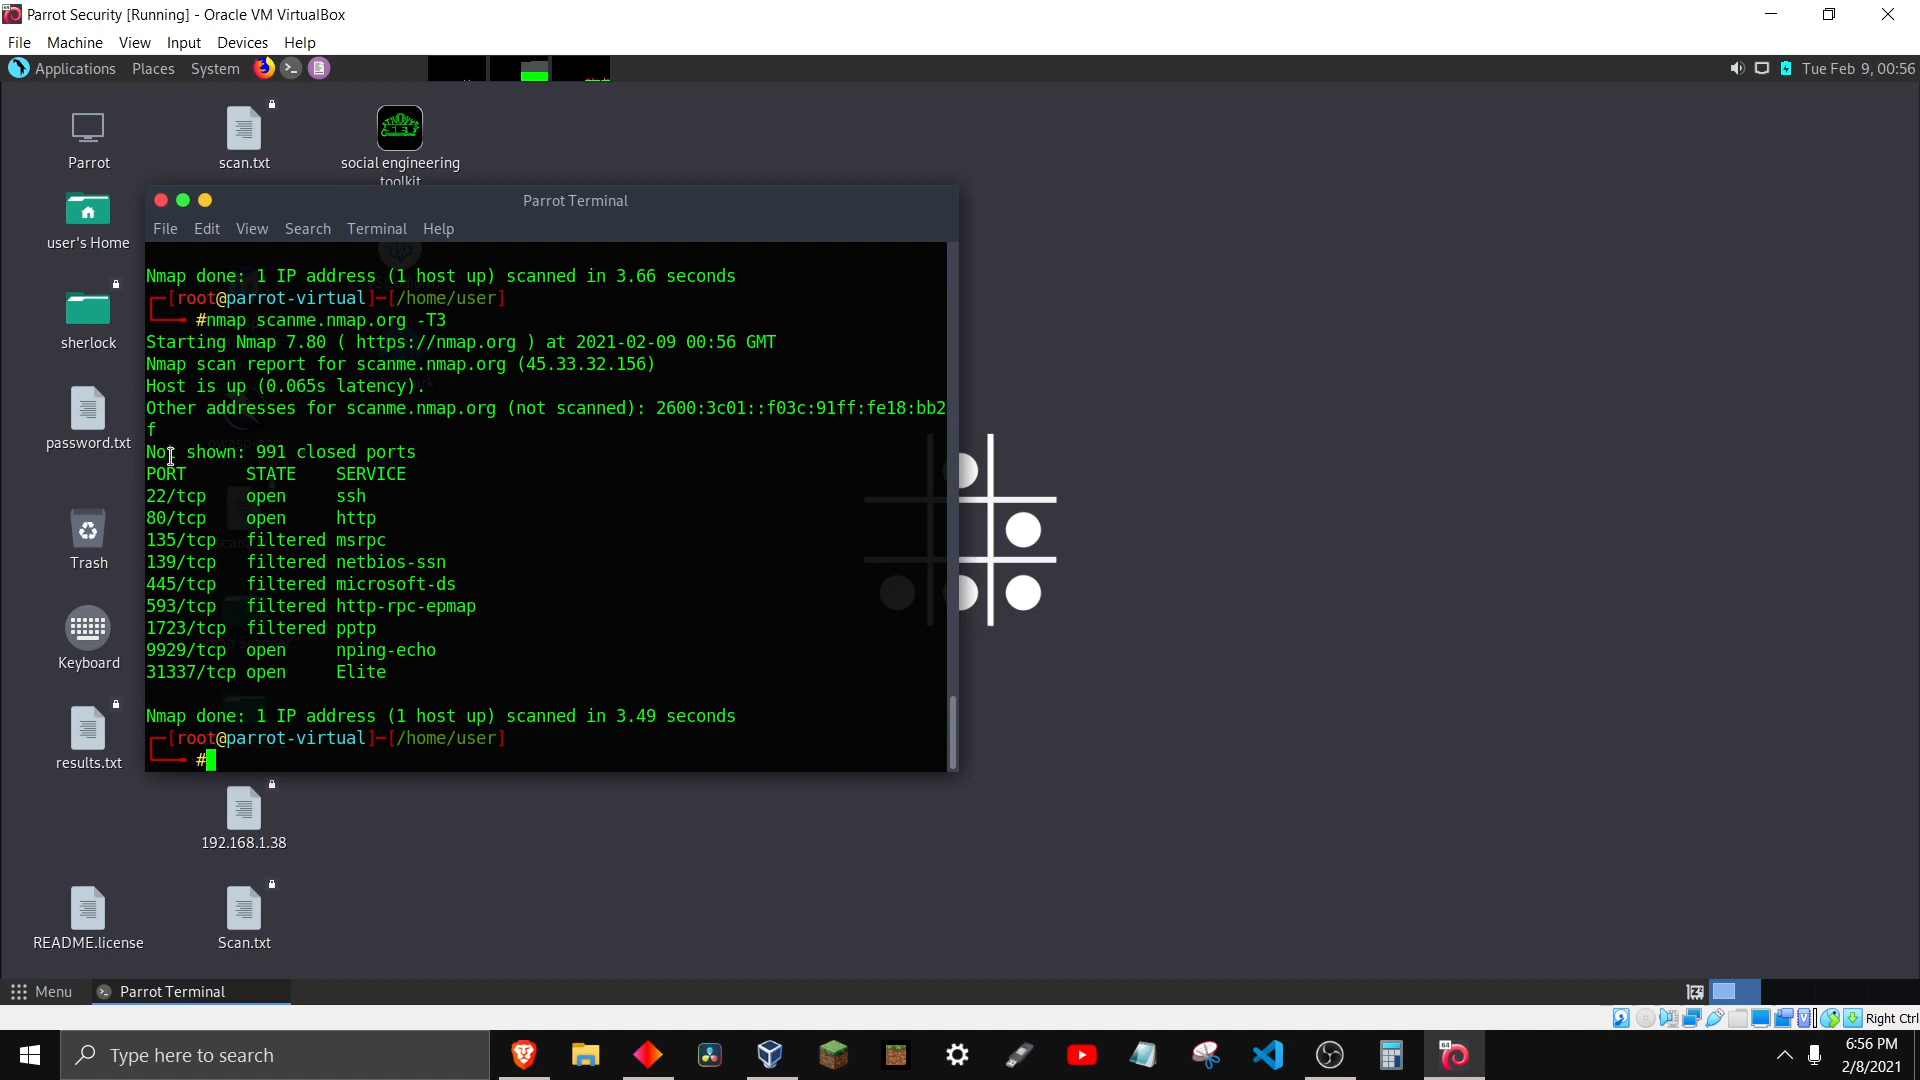 Parrot Security [Running] - Oracle VM VirtualBox
File Machine View Input Devices Help
Applications Places System
Tue Feb 9, 00:56
Parrot
scan.txt
social engineering
toolkit
user's Home
sherlock
password.txt
Trash
Keyboard
results.txt
192.168.1.38
README.license
Scan.txt
Parrot Terminal
File Edit View Search Terminal Help
Nmap done: 1 IP address (1 host up) scanned in 3.66 seconds
[root@parrot-virtual]-[/home/user]
#nmap scanme.nmap.org -T3
Starting Nmap 7.80 ( https://nmap.org ) at 2021-02-09 00:56 GMT
Nmap scan report for scanme.nmap.org (45.33.32.156)
Host is up (0.065s latency).
Other addresses for scanme.nmap.org (not scanned): 2600:3c01::f03c:91ff:fe18:bb2
f
Not shown: 991 closed ports
PORT STATE SERVICE
22/tcp open ssh
80/tcp open http
135/tcp filtered msrpc
139/tcp filtered netbios-ssn
445/tcp filtered microsoft-ds
593/tcp filtered http-rpc-epmap
1723/tcp filtered pptp
9929/tcp open nping-echo
31337/tcp open Elite
Nmap done: 1 IP address (1 host up) scanned in 3.49 seconds
[root@parrot-virtual]-[/home/user]
#
Menu Parrot Terminal
Right Ctrl
Type here to search
64
6:56 PM
2/8/2021